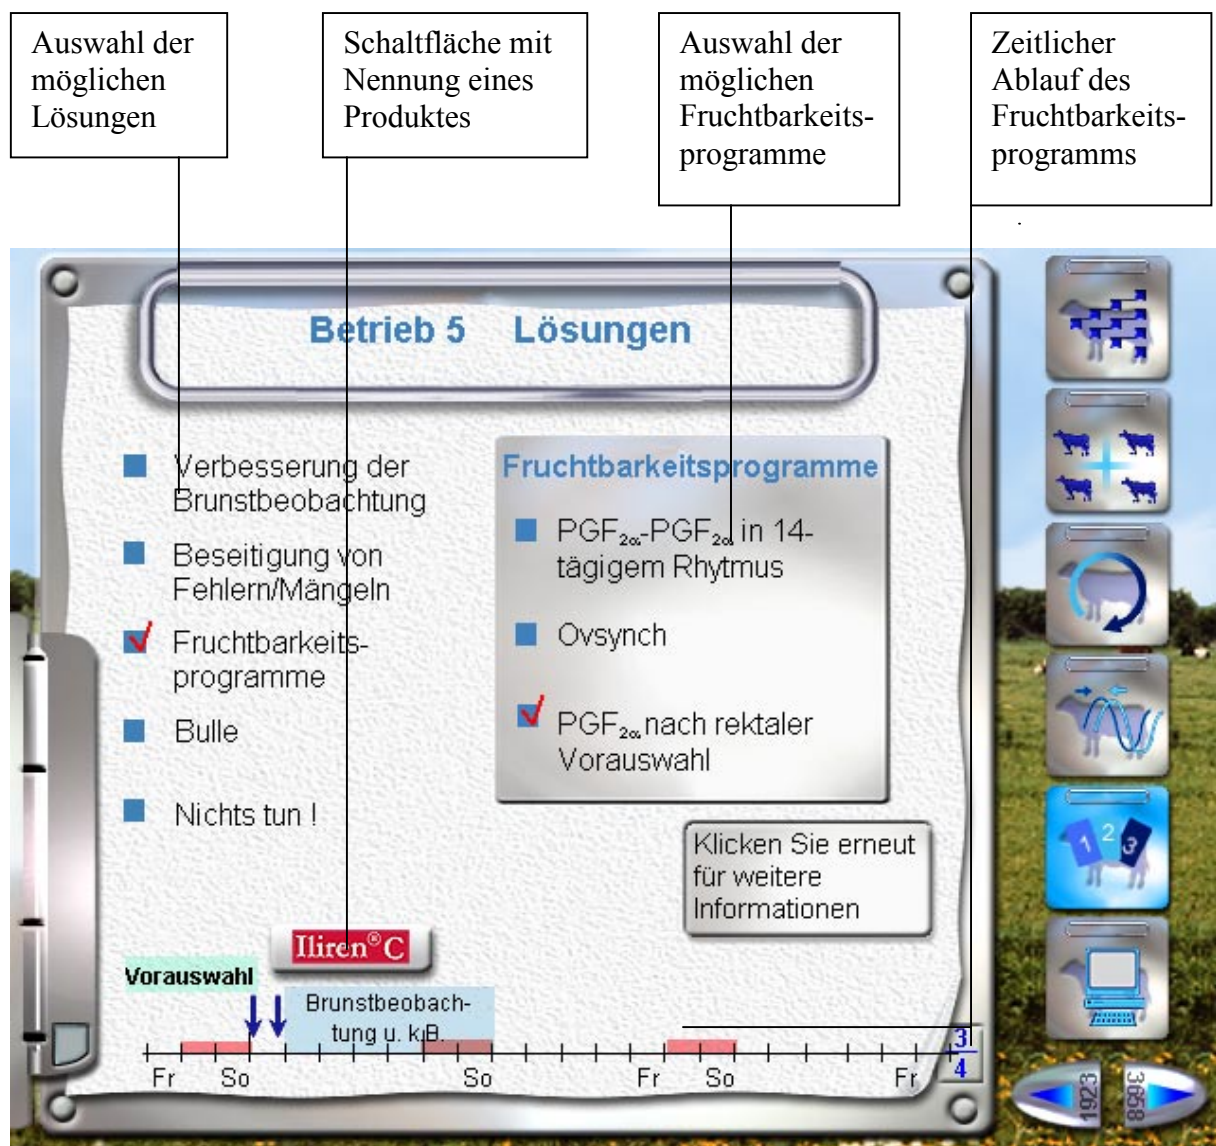 Auswahl der
möglichen
Lösungen
Schaltfläche mit
Nennung eines
Produktes
Auswahl der
möglichen
Fruchtbarkeits-
programme
Zeitlicher
Ablauf des
Fruchtbarkeits-
programms
Betrieb 5 Lösungen
Verbesserung der
Brunstbeobachtung
Beseitigung von
Fehlern/Mängeln
Fruchtbarkeits-
programme
Bulle
Nichts tun !
Fruchtbarkeitsprogramme
PGF₂α-PGF₂α in 14-
tägigem Rhytmus
Ovsynch
PGF₂α nach rektaler
Vorauswahl
Klicken Sie erneut
für weitere
Informationen
Iliren®C
Vorauswahl
Brunstbeobach-
tung u. k.B.
Fr So So Fr So Fr
3
4
1 2 3
1923
3658